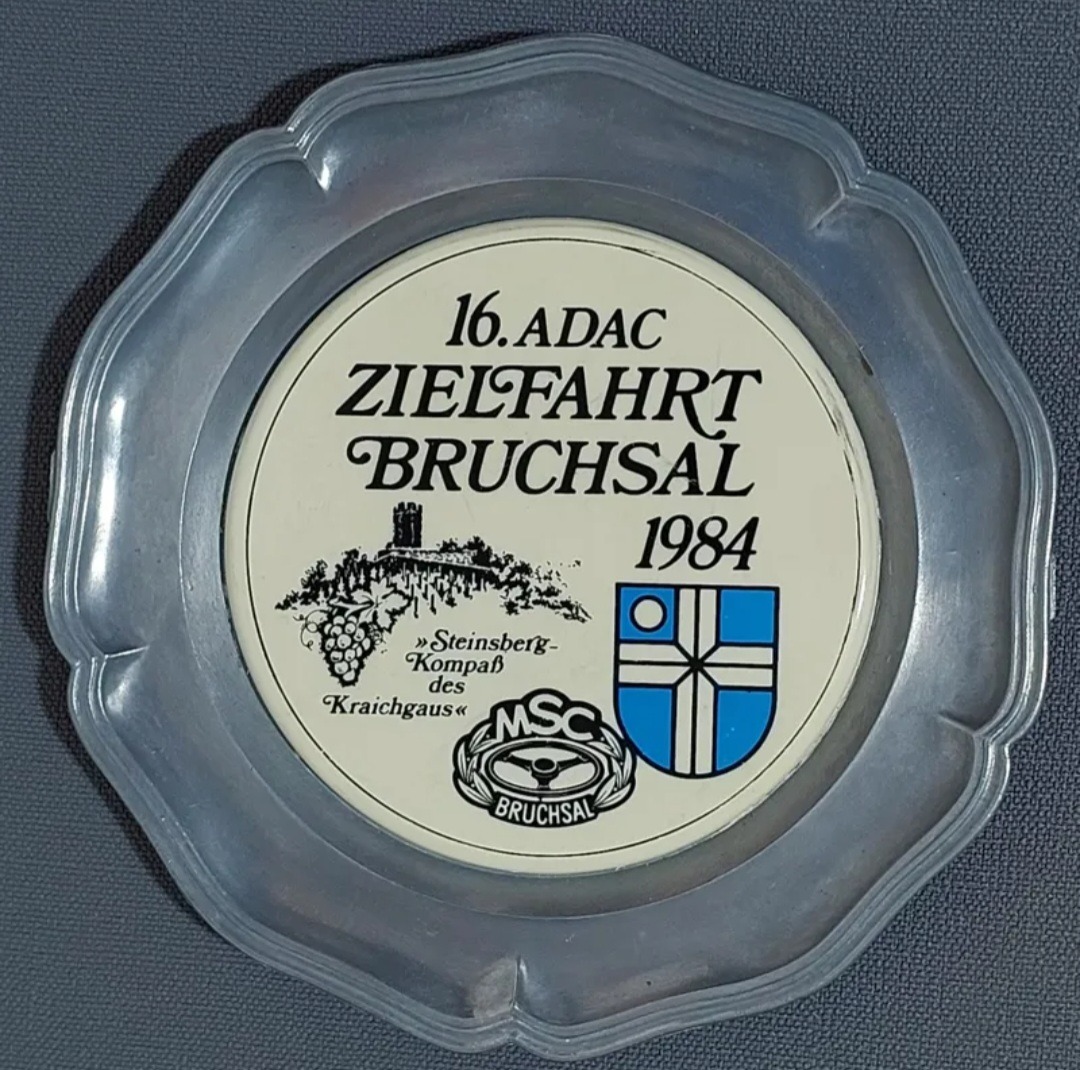 16. ADAC
ZIELFAHRT
BRUCHSAL
1984
»Steinsberg-
Kompaß
des
Kraichgaus«
MSC
BRUCHSAL